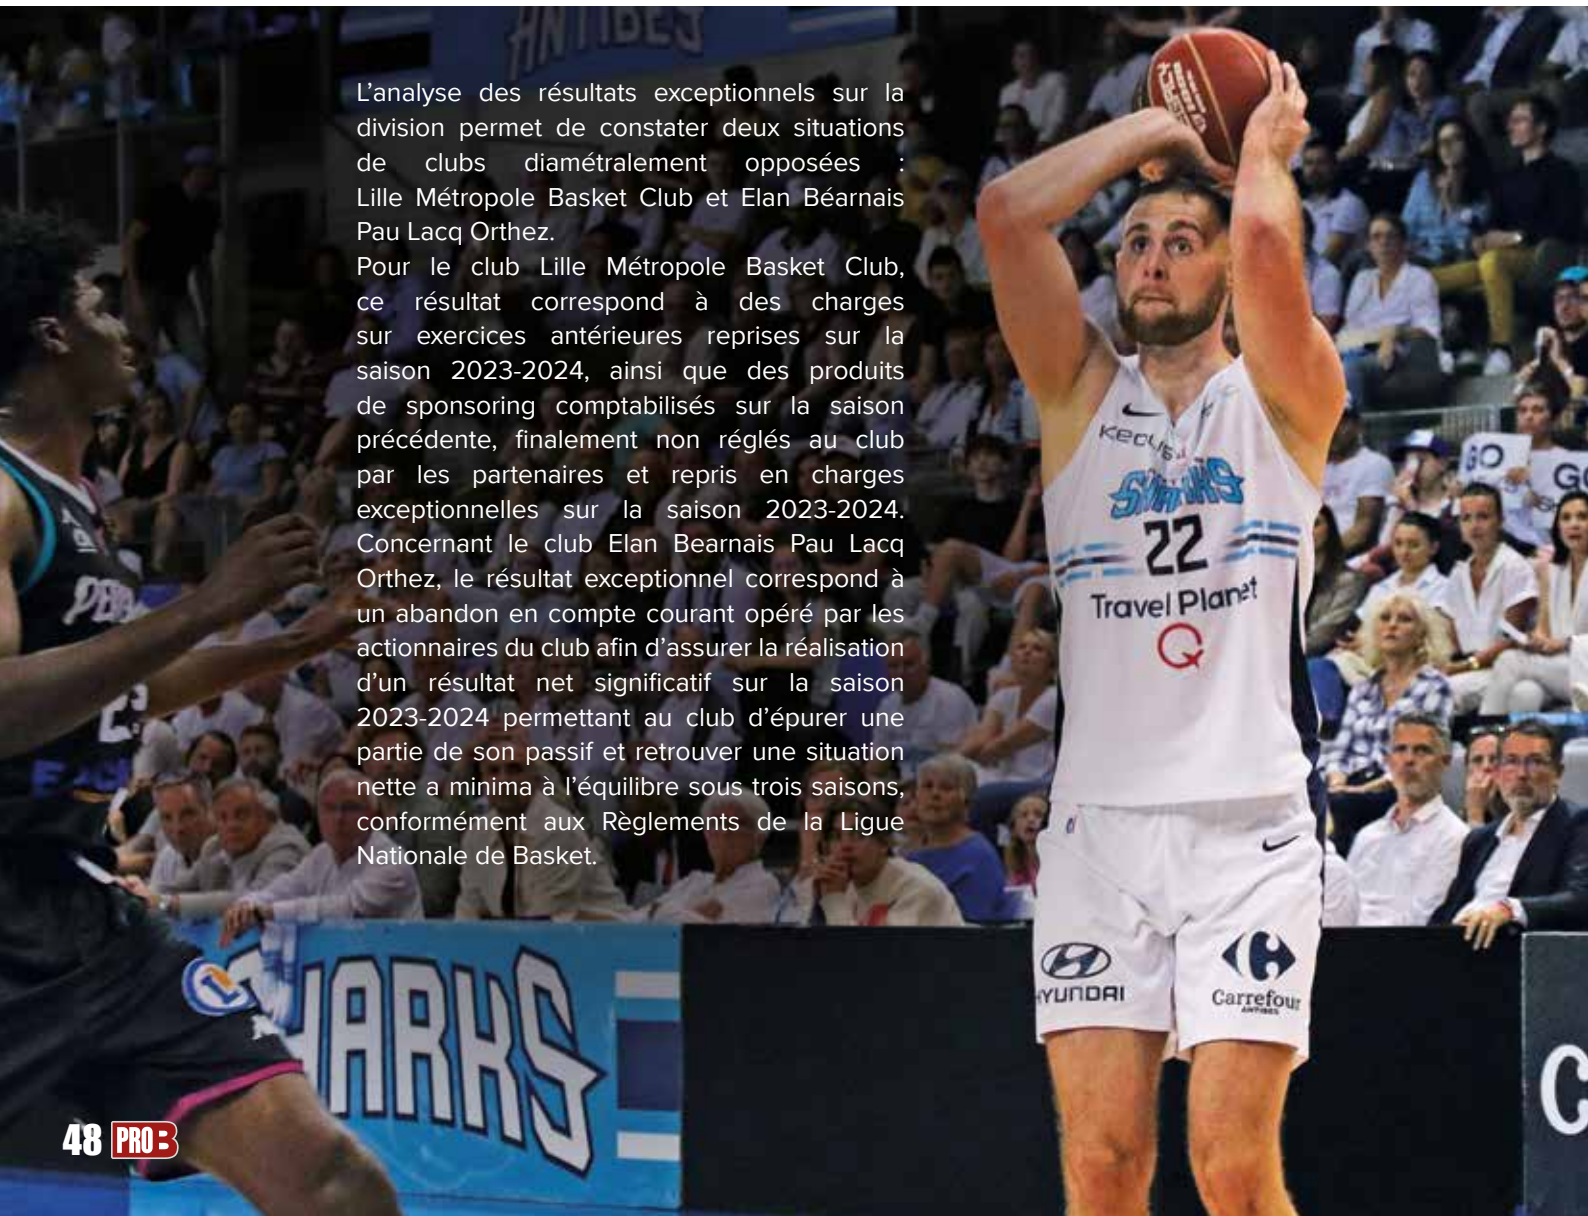 ANTIBES
L'analyse des résultats exceptionnels sur la
division permet de constater deux situations
de clubs diamétralement opposées :
Lille Métropole Basket Club et Elan Béarnais
Pau Lacq Orthez.
Pour le club Lille Métropole Basket Club,
ce résultat correspond à des charges
sur exercices antérieures reprises sur la
saison 2023-2024, ainsi que des produits
de sponsoring comptabilisés sur la saison
précédente, finalement non réglés au club
par les partenaires et repris en charges
exceptionnelles sur la saison 2023-2024.
Concernant le club Elan Bearnais Pau Lacq
Orthez, le résultat exceptionnel correspond à
un abandon en compte courant opéré par les
actionnaires du club afin d'assurer la réalisation
d'un résultat net significatif sur la saison
2023-2024 permettant au club d'épurer une
partie de son passif et retrouver une situation
nette a minima à l'équilibre sous trois saisons,
conformément aux Règlements de la Ligue
Nationale de Basket.
SHARKS
22
Travel Planet
GO
GO
HYUNDAI
Carrefour
ANTIBES
HARKS
C
48 PRO B